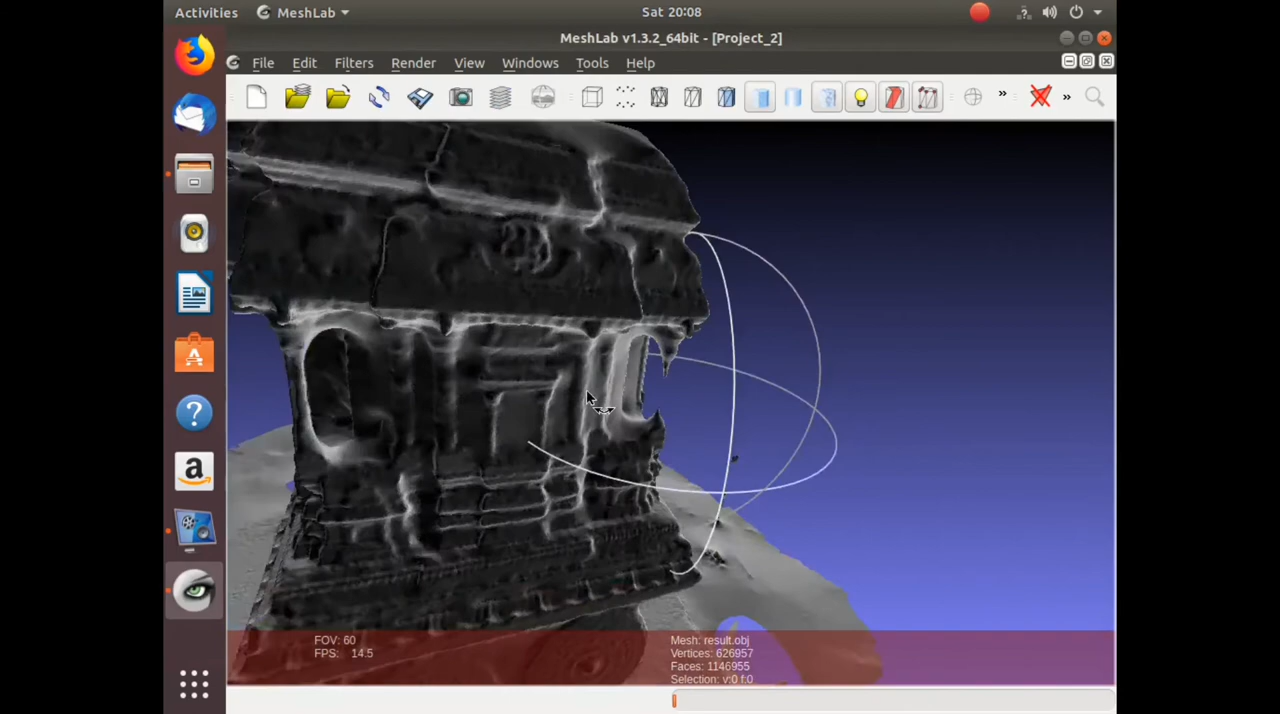 Activities MeshLab Sat 20:08
MeshLab v1.3.2_64bit - [Project_2]
File Edit Filters Render View Windows Tools Help
FOV: 60
FPS: 14.5
Mesh: result.obj
Vertices: 626957
Faces: 1146955
Selection: v:0 f:0